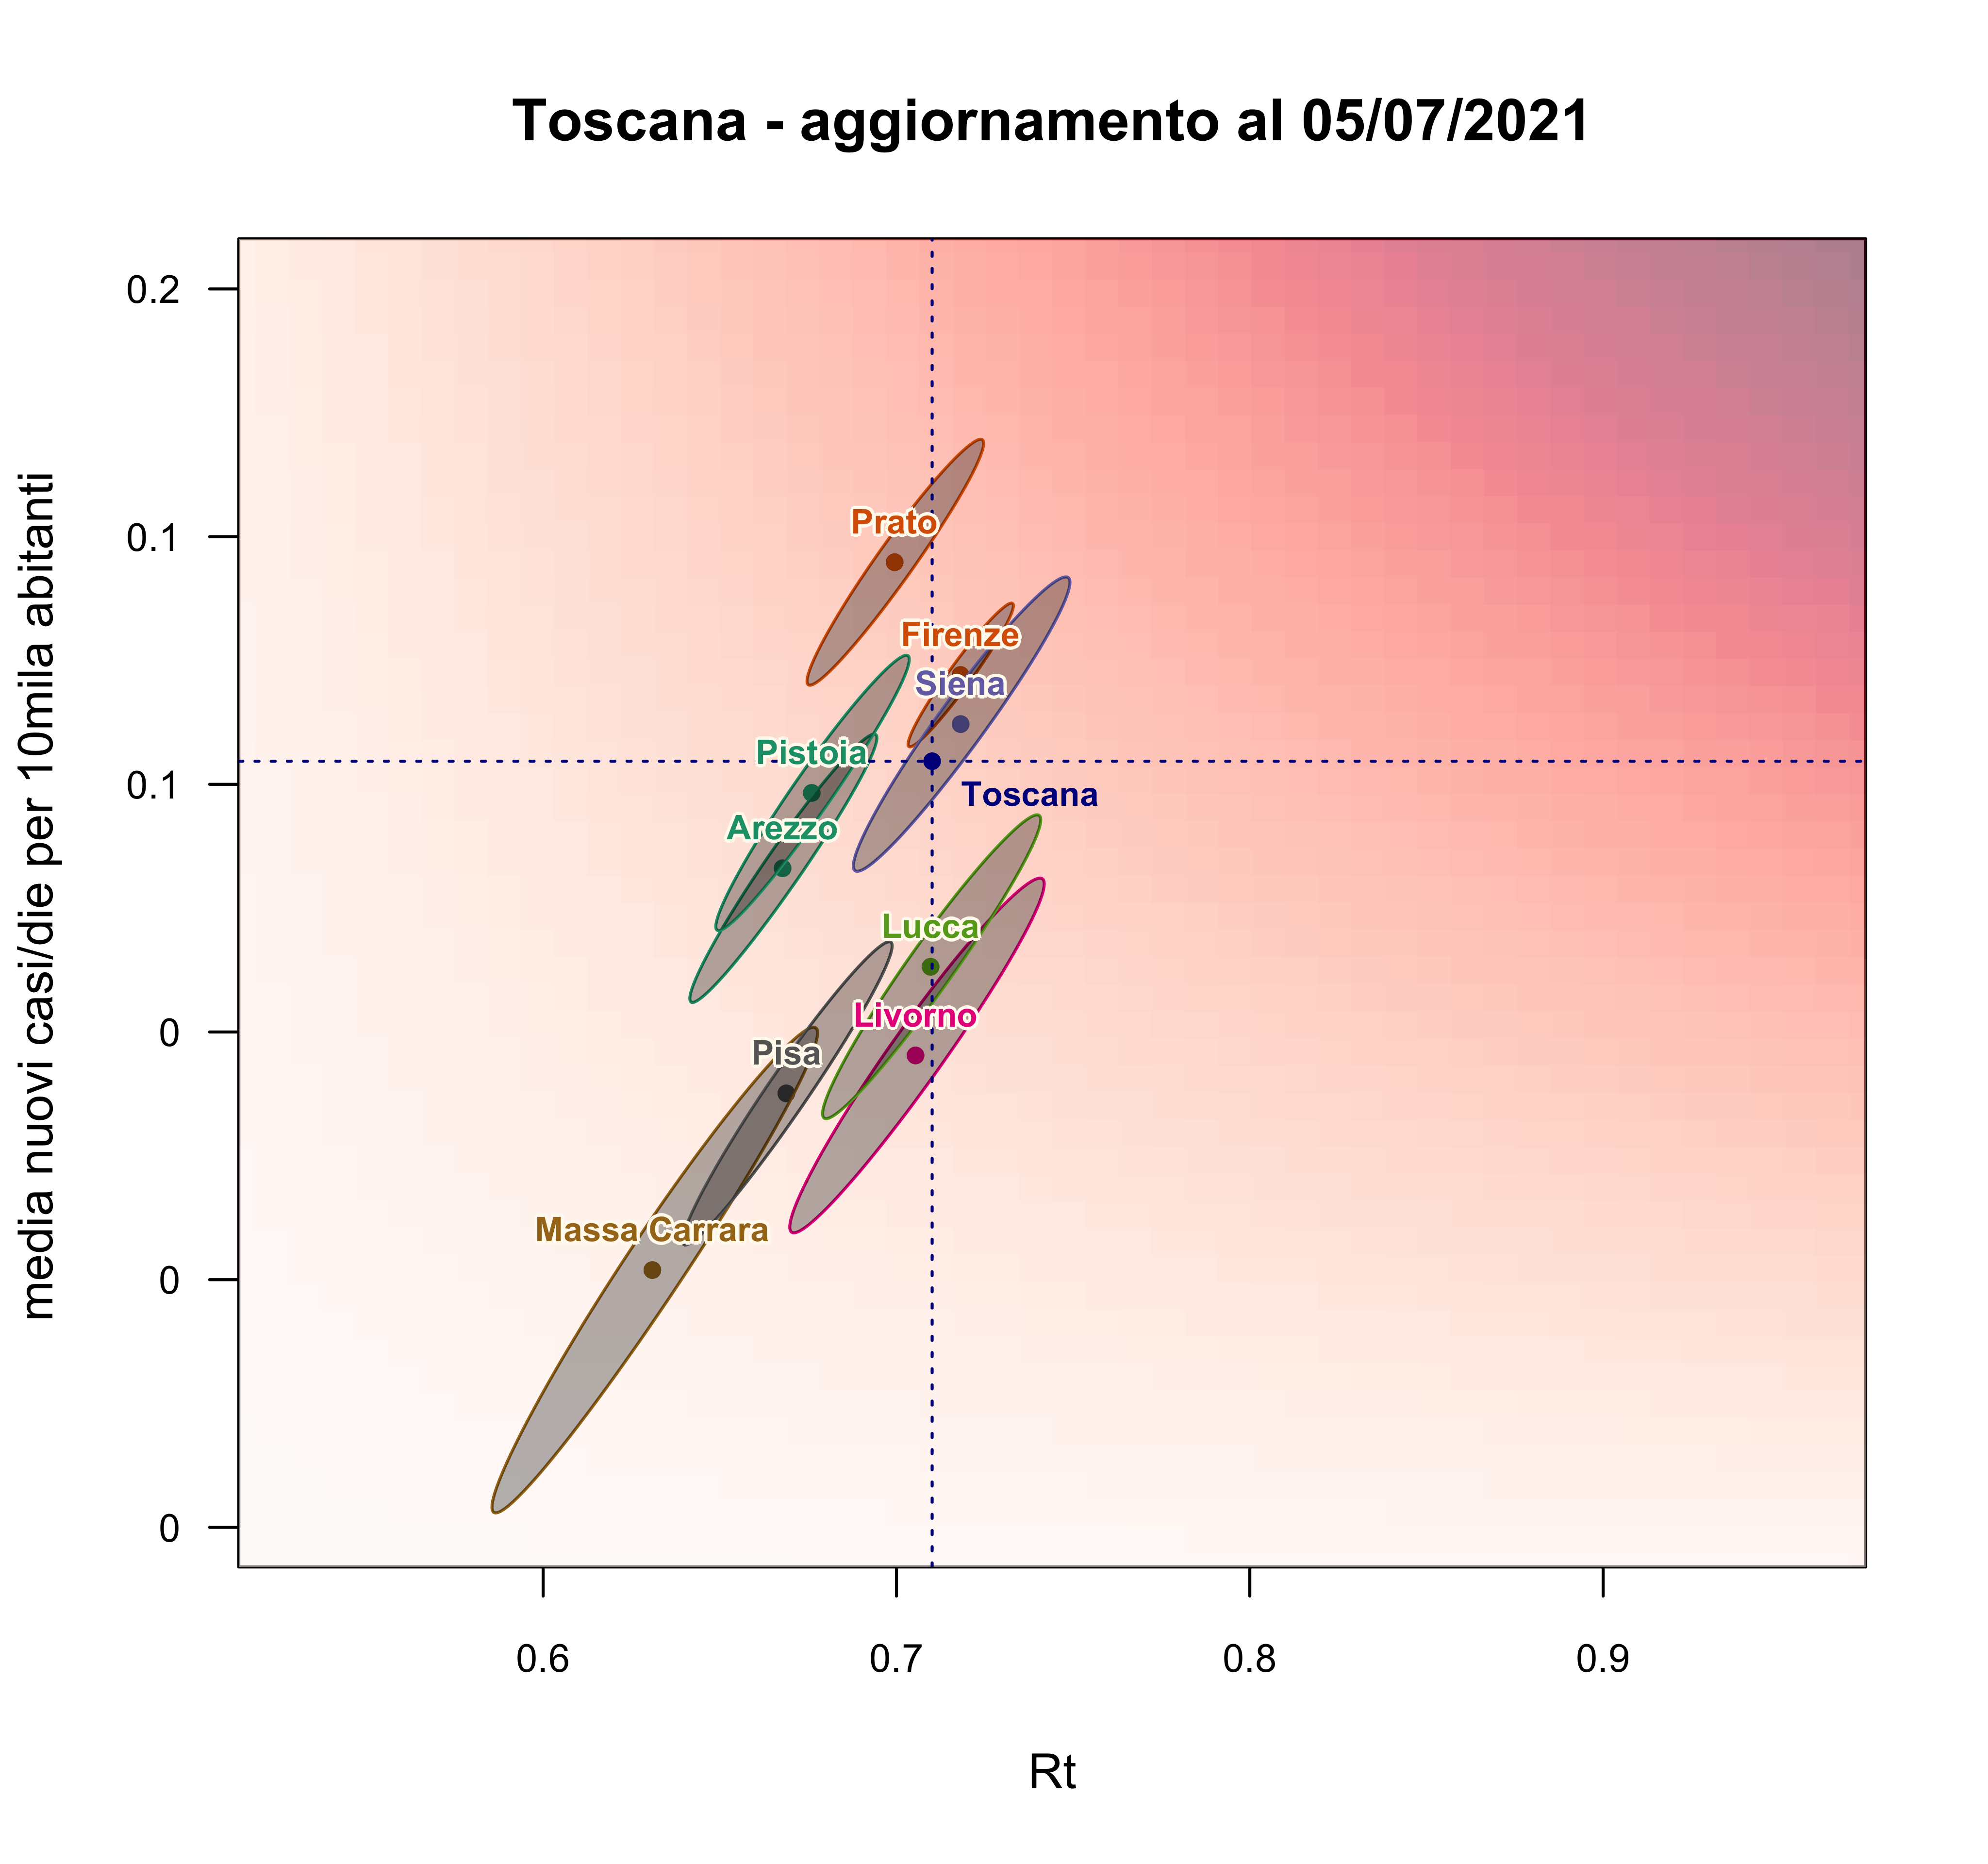 Toscana - aggiornamento al 05/07/2021
media nuovi casi/die per 10mila abitanti
0.2
0.1
0.1
0
0
0
Prato
Firenze
Siena
Pistoia
Toscana
Arezzo
Lucca
Livorno
Pisa
Massa Carrara
0.6
0.7
0.8
0.9
Rt